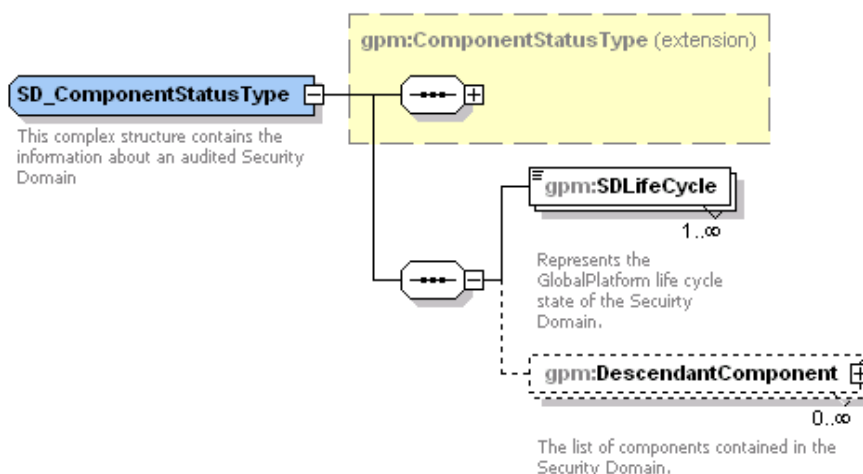 gpm:ComponentStatusType (extension)
SD_ComponentStatusType
This complex structure contains the
information about an audited Security
Domain
gpm:SDLifeCycle
1..∞
Represents the
GlobalPlatform life cycle
state of the Secuirty
Domain.
gpm:DescendantComponent
0..∞
The list of components contained in the
Security Domain.